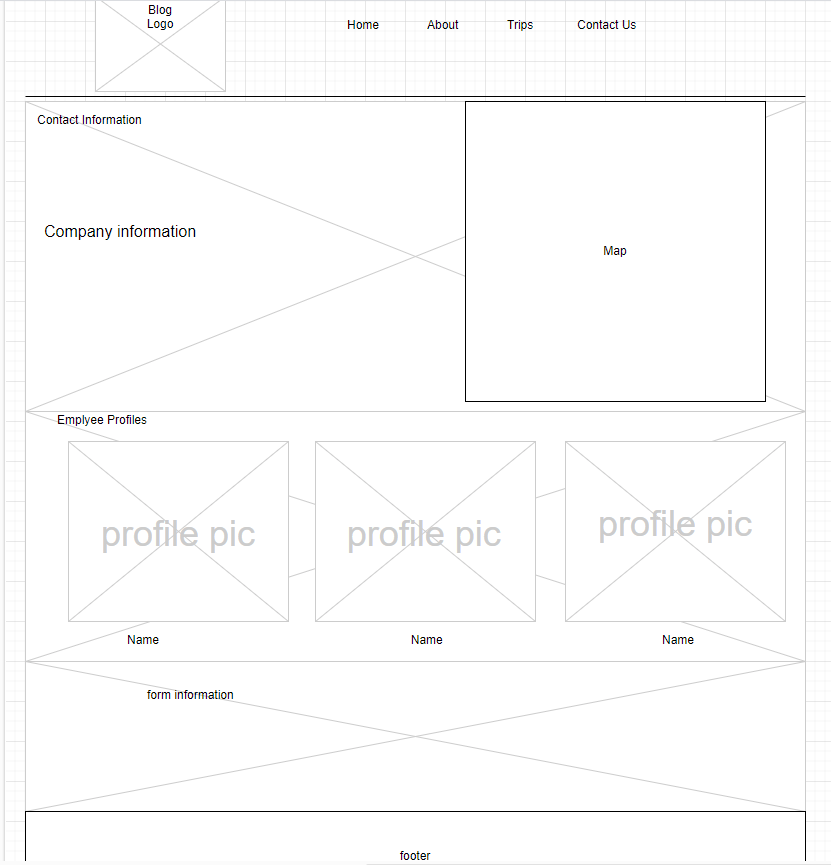 Blog
Logo
Home About Trips Contact Us
Contact Information
Company information
Map
Emplyee Profiles
profile pic profile pic profile pic
Name Name Name
form information
footer